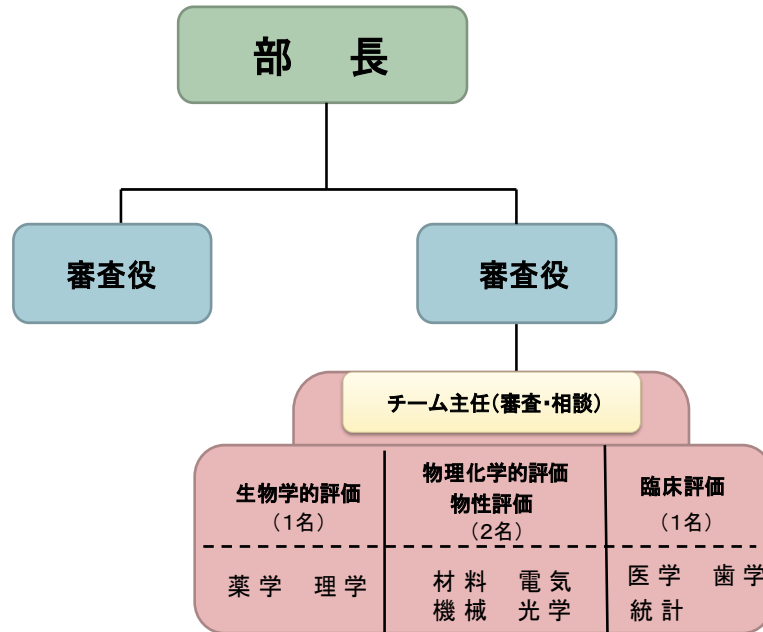 部　長
審査役
審査役
チーム主任(審査・相談)
生物学的評価
（1名）
物理化学的評価
物性評価
（2名）
臨床評価
（1名）
薬 学　理 学
材 料　電 気
機 械　光 学
医 学　歯 学
統 計